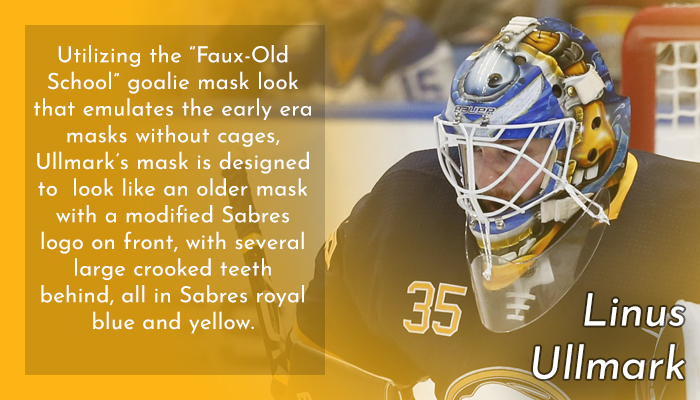 Utilizing the “Faux-Old
School” goalie mask look
that emulates the early era
masks without cages,
Ullmark’s mask is designed
to  look like an older mask
with a modified Sabres
logo on front, with several
large crooked teeth
behind, all in Sabres royal
blue and yellow.
15
BAUER
35
Linus
Ullmark